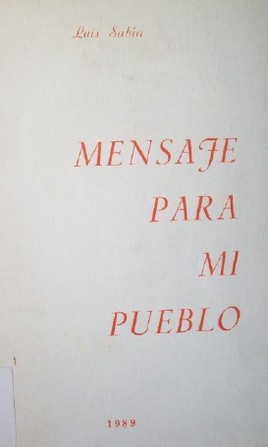 Luis Sabia
MENSAJE
PARA
MI
PUEBLO
1989